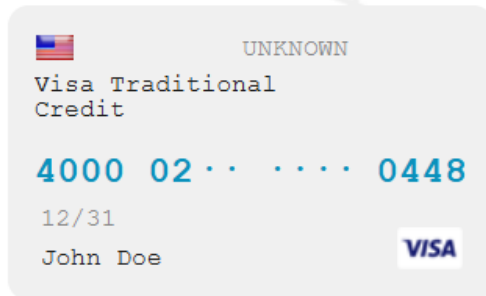 UNKNOWN
Visa Traditional
Credit
4000 02·· ···· 0448
12/31
John Doe
VISA